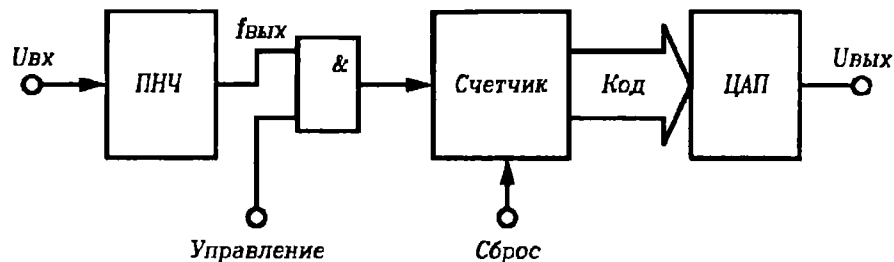 Uвх
ПНЧ
fвых
&
Счетчик
Код
ЦАП
Uвых
Управление
Сброс